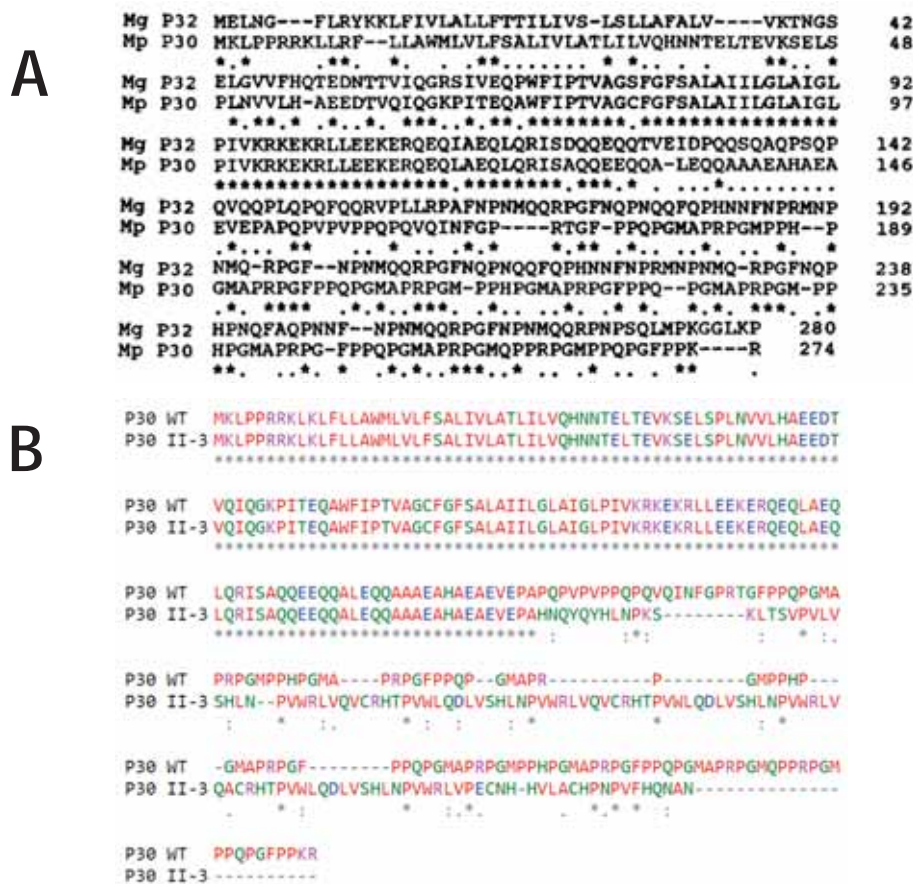 A
Mg P32 MELNG---FLRYKKLFIVLALLFTTILIVS-LSLLAFALV----VKTNGS 42
Mp P30 MKLPPRRKLLRF--LLAWMLVLFSALIVLATLILVQHNNTELTEVKSELS 48
Mg P32 ELGVVFHQTEDNTTVIQGRSIVEQPWFIPTVAGSFGFSALAIILGLAIGL 92
Mp P30 PLNVVLH-AEEDTVQIQGKPITEQAWFIPTVAGCFGFSALAIILGLAIGL 97
Mg P32 PIVKRKEKRLLEEKERQEQIAEQLQRISDQQEQQTVEIDPQQSQAQPSQP 142
Mp P30 PIVKRKEKRLLEEKERQEQLAEQLQRISAQQEEQQA-LEQQAAAEAHAEA 146
Mg P32 QVQQPLQPQFQQRVPLLRPAFNPNMQQRPGFNQPNQQFQPHNNFNPRMNP 192
Mp P30 EVEPAPQPVPVPPQPQVQINFGP----RTGF-PPQPGMAPRPGMPPH--P 189
Mg P32 NMQ-RPGF--NPNMQQRPGFNQPNQQFQPHNNFNPRMNPNMQ-RPGFNQP 238
Mp P30 GMAPRPGFPPQPGMAPRPGM-PPHPGMAPRPGFPPQ--PGMAPRPGM-PP 235
Mg P32 HPNQFAQPNNF--NPNMQQRPGFNPNMQQRPNPSQLMPKGGLKP 280
Mp P30 HPGMAPRPG-FPPQPGMAPRPGMQPPRPGMPPQPGFPPK----R 274
B
P30 WT MKLPPRRKLKLFLLAWMLVLFSALIVLATLILVQHNNTELTEVKSELSPLNVVLHAEEDT
P30 II-3 MKLPPRRKLKLFLLAWMLVLFSALIVLATLILVQHNNTELTEVKSELSPLNVVLHAEEDT
************************************************************
P30 WT VQIQGKPITEQAWFIPTVAGCFGFSALAIILGLAIGLPIVKRKEKRLLEEKERQEQLAEQ
P30 II-3 VQIQGKPITEQAWFIPTVAGCFGFSALAIILGLAIGLPIVKRKEKRLLEEKERQEQLAEQ
************************************************************
P30 WT LQRISAQQEEQQALEQQAAAEAHAEAEVEPAPQPVPVPPQPQVQINFGPRTGFPPQPGMA
P30 II-3 LQRISAQQEEQQALEQQAAAEAHAEAEVEPAHNQYQYHLNPKS--------KLTSVPVLV
P30 WT PRPGMPPHPGMA----PRPGFPPQP--GMAPR---------P--------GMPPHP---
P30 II-3 SHLN--PVWRLVQVCRHTPVWLQDLVSHLNPVWRLVQVCRHTPVWLQDLVSHLNPVWRLV
P30 WT -GMAPRPGF--------PPQPGMAPRPGMPPHPGMAPRPGFPPQPGMAPRPGMQPPRPGM
P30 II-3 QACRHTPVWLQDLVSHLNPVWRLVPECNH-HVLACHPNPVFHQNAN--------------
P30 WT PPQPGFPPKR
P30 II-3 ----------